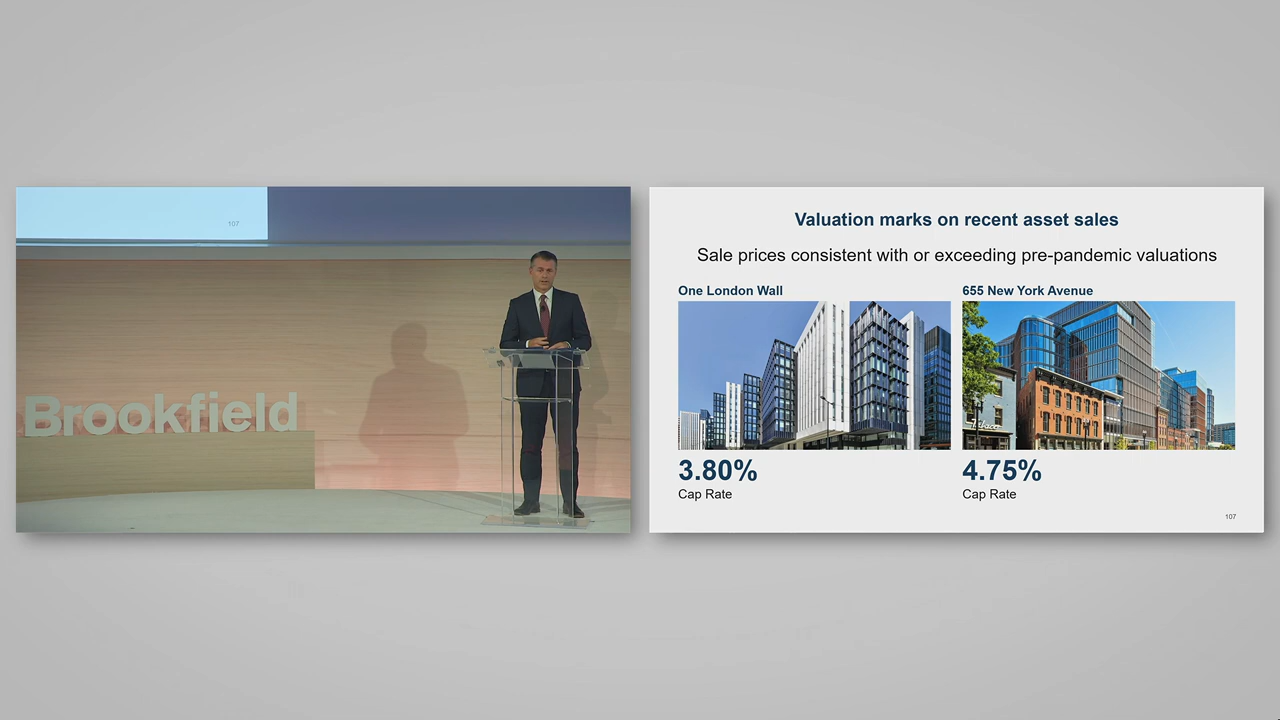 107
Brookfield
Valuation marks on recent asset sales
Sale prices consistent with or exceeding pre-pandemic valuations
One London Wall
655 New York Avenue
3.80%
4.75%
Cap Rate
Cap Rate
107